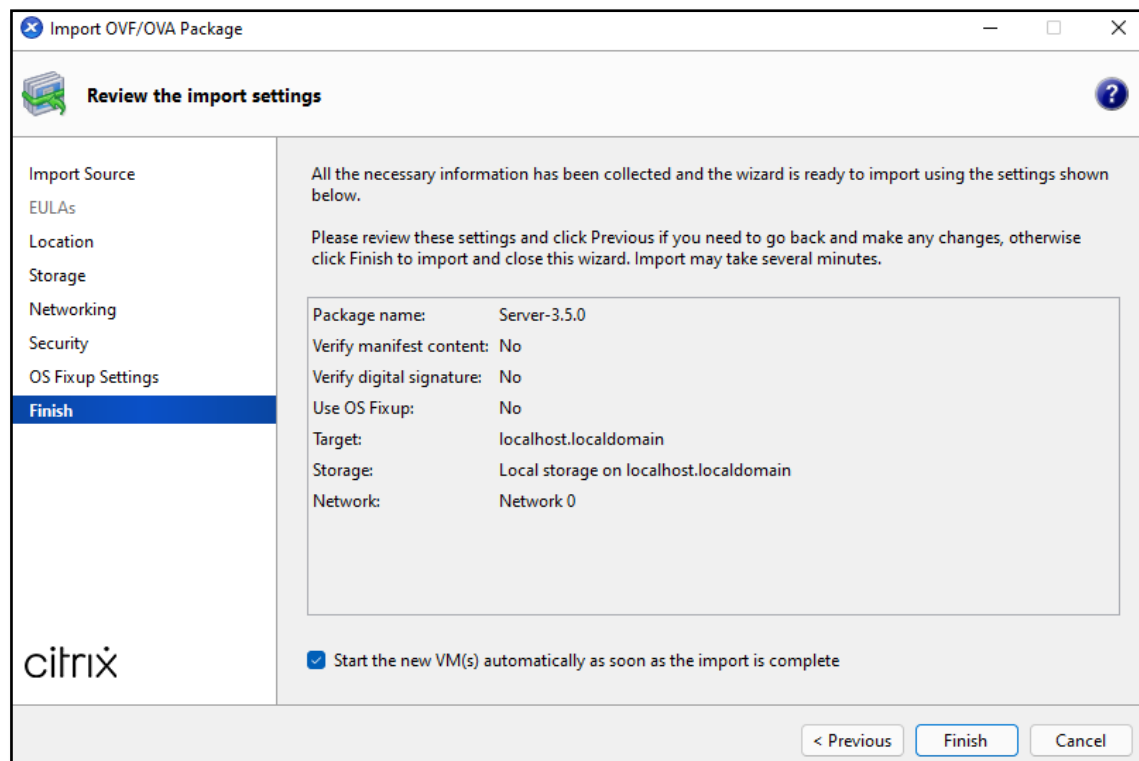 Import OVF/OVA Package
Review the import settings
?
Import Source
EULAs
Location
Storage
Networking
Security
OS Fixup Settings
Finish
citrix
All the necessary information has been collected and the wizard is ready to import using the settings shown
below.
Please review these settings and click Previous if you need to go back and make any changes, otherwise
click Finish to import and close this wizard. Import may take several minutes.
Package name: Server-3.5.0
Verify manifest content: No
Verify digital signature: No
Use OS Fixup: No
Target: localhost.localdomain
Storage: Local storage on localhost.localdomain
Network: Network 0
Start the new VM(s) automatically as soon as the import is complete
< Previous Finish Cancel